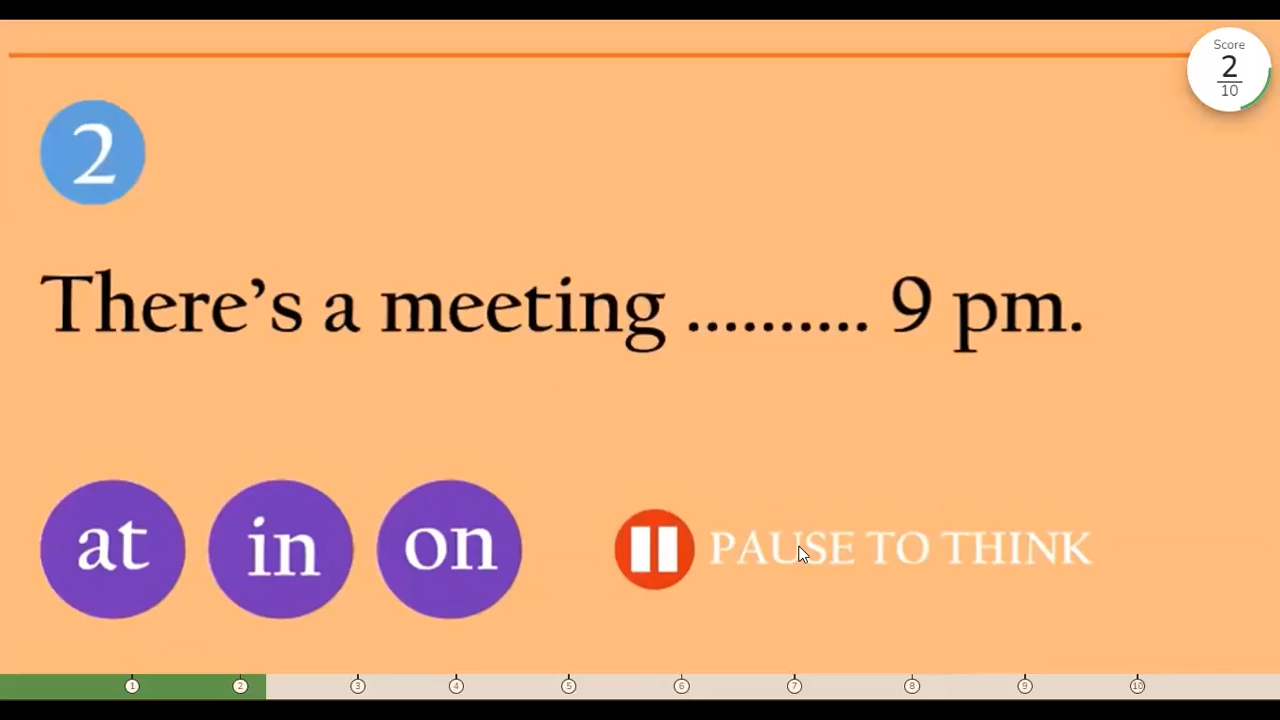 Score
2
10
2
There's a meeting .......... 9 pm.
at in on PAUSE TO THINK
1 2 3 4 5 6 7 8 9 10